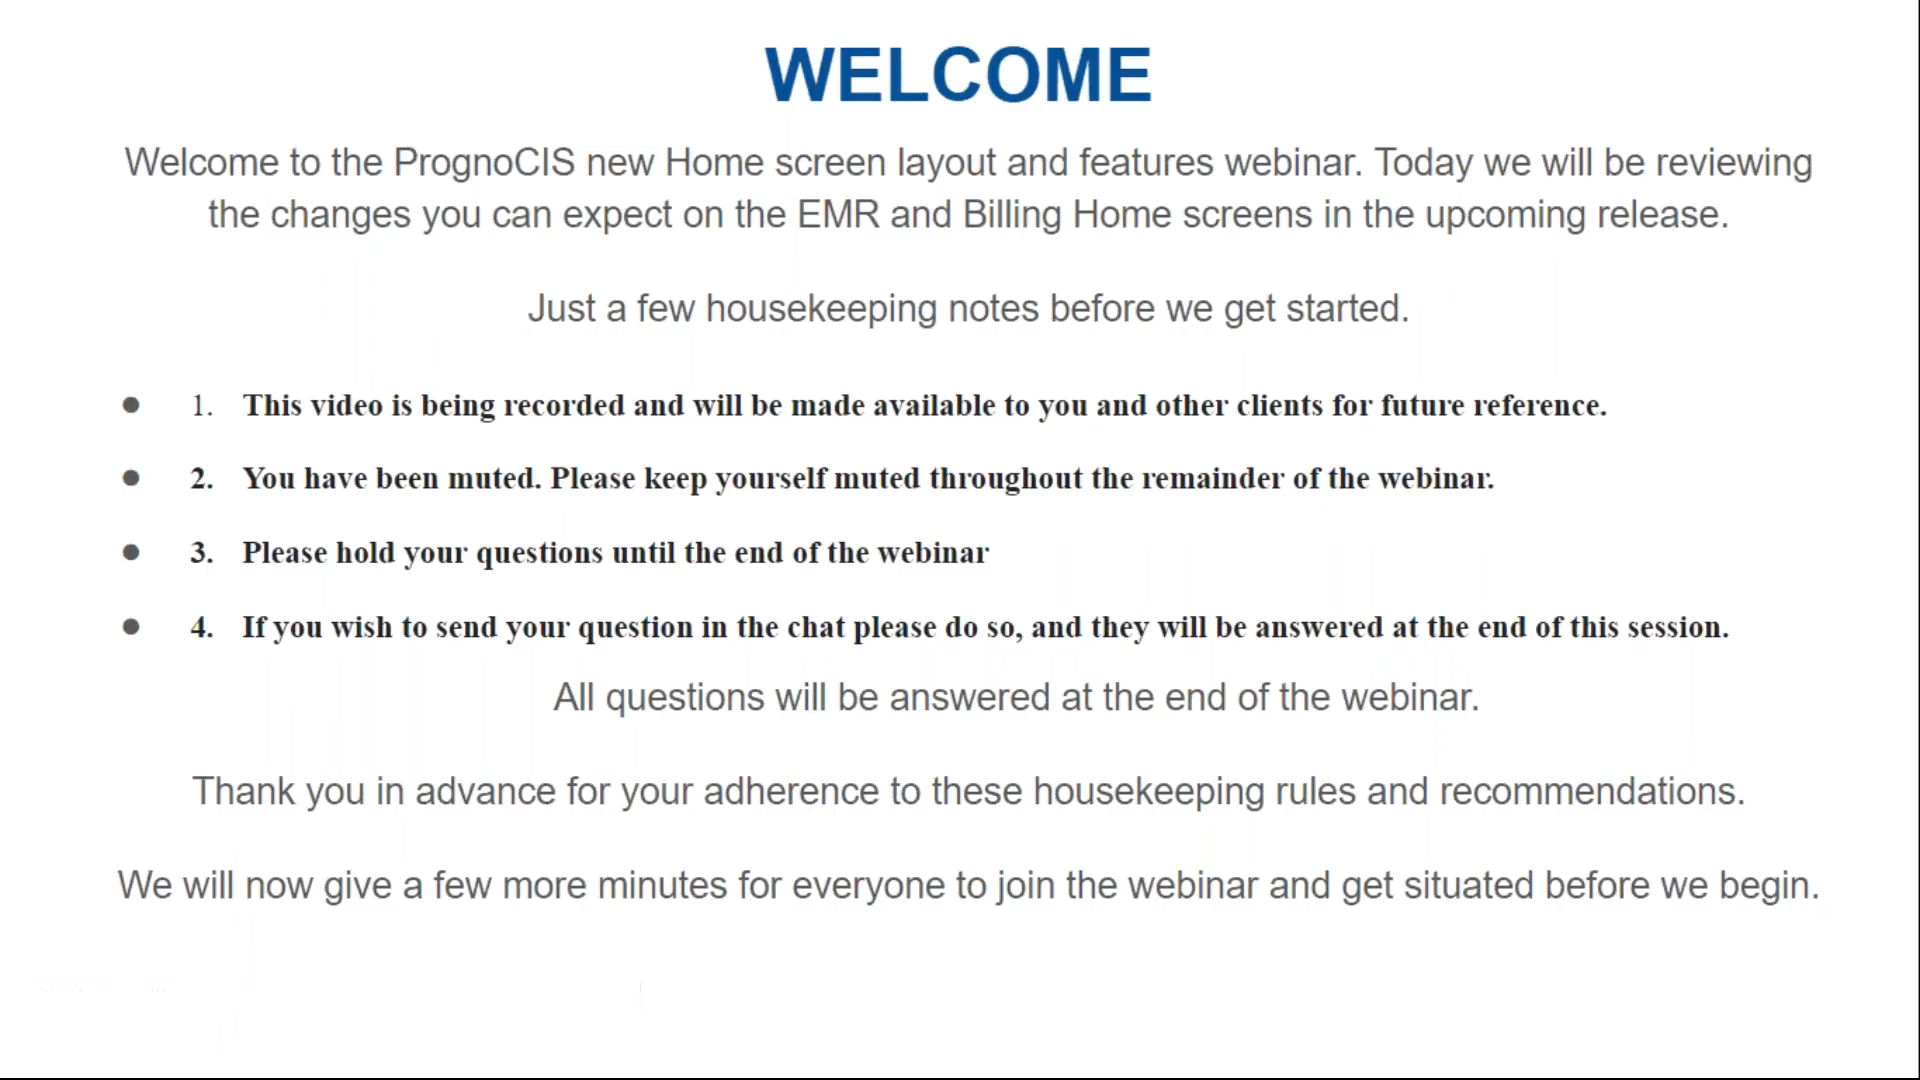 WELCOME
Welcome to the PrognoCIS new Home screen layout and features webinar. Today we will be reviewing
the changes you can expect on the EMR and Billing Home screens in the upcoming release.
Just a few housekeeping notes before we get started.
● 1. This video is being recorded and will be made available to you and other clients for future reference.
● 2. You have been muted. Please keep yourself muted throughout the remainder of the webinar.
● 3. Please hold your questions until the end of the webinar
● 4. If you wish to send your question in the chat please do so, and they will be answered at the end of this session.
All questions will be answered at the end of the webinar.
Thank you in advance for your adherence to these housekeeping rules and recommendations.
We will now give a few more minutes for everyone to join the webinar and get situated before we begin.